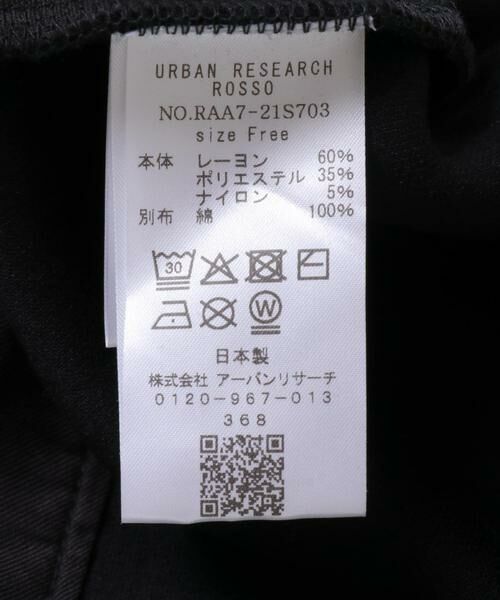 URBAN RESEARCH
ROSSO
NO.RAA7-21S703
size Free
本体 レーヨン 60%
ポリエステル 35%
ナイロン 5%
別布 綿 100%
30
W
日本製
株式会社 アーバンリサーチ
0120-967-013
368